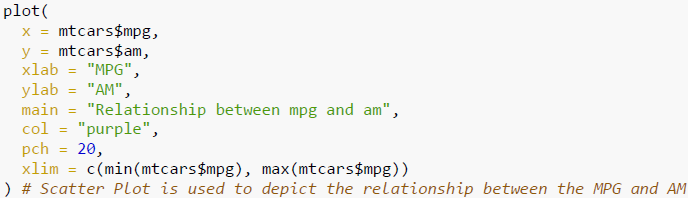 plot(
  x = mtcars$mpg,
  y = mtcars$am,
  xlab = "MPG",
  ylab = "AM",
  main = "Relationship between mpg and am",
  col = "purple",
  pch = 20,
  xlim = c(min(mtcars$mpg), max(mtcars$mpg))
) # Scatter Plot is used to depict the relationship between the MPG and AM